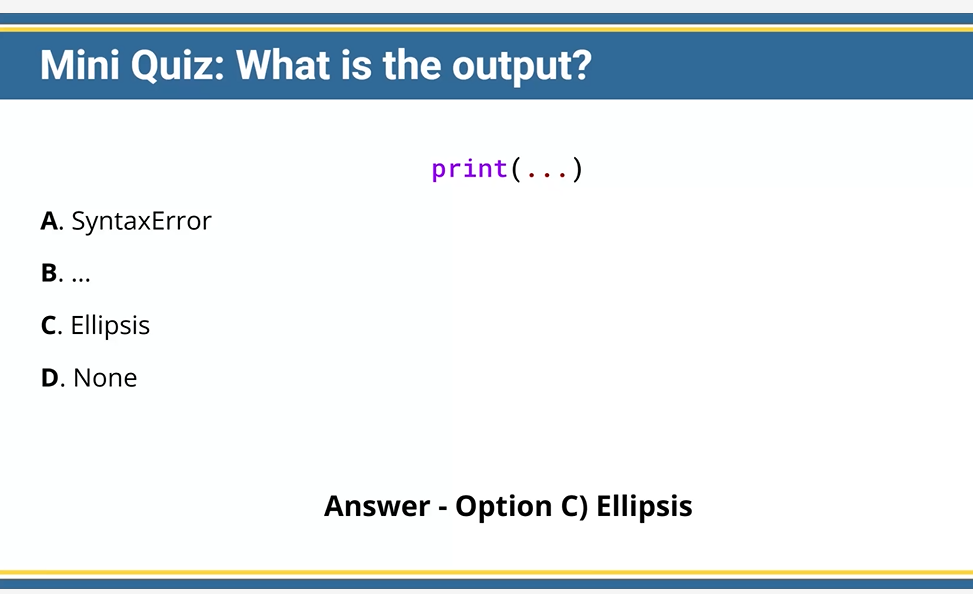 Mini Quiz: What is the output?
print(...)
A. SyntaxError
B. ...
C. Ellipsis
D. None
Answer - Option C) Ellipsis